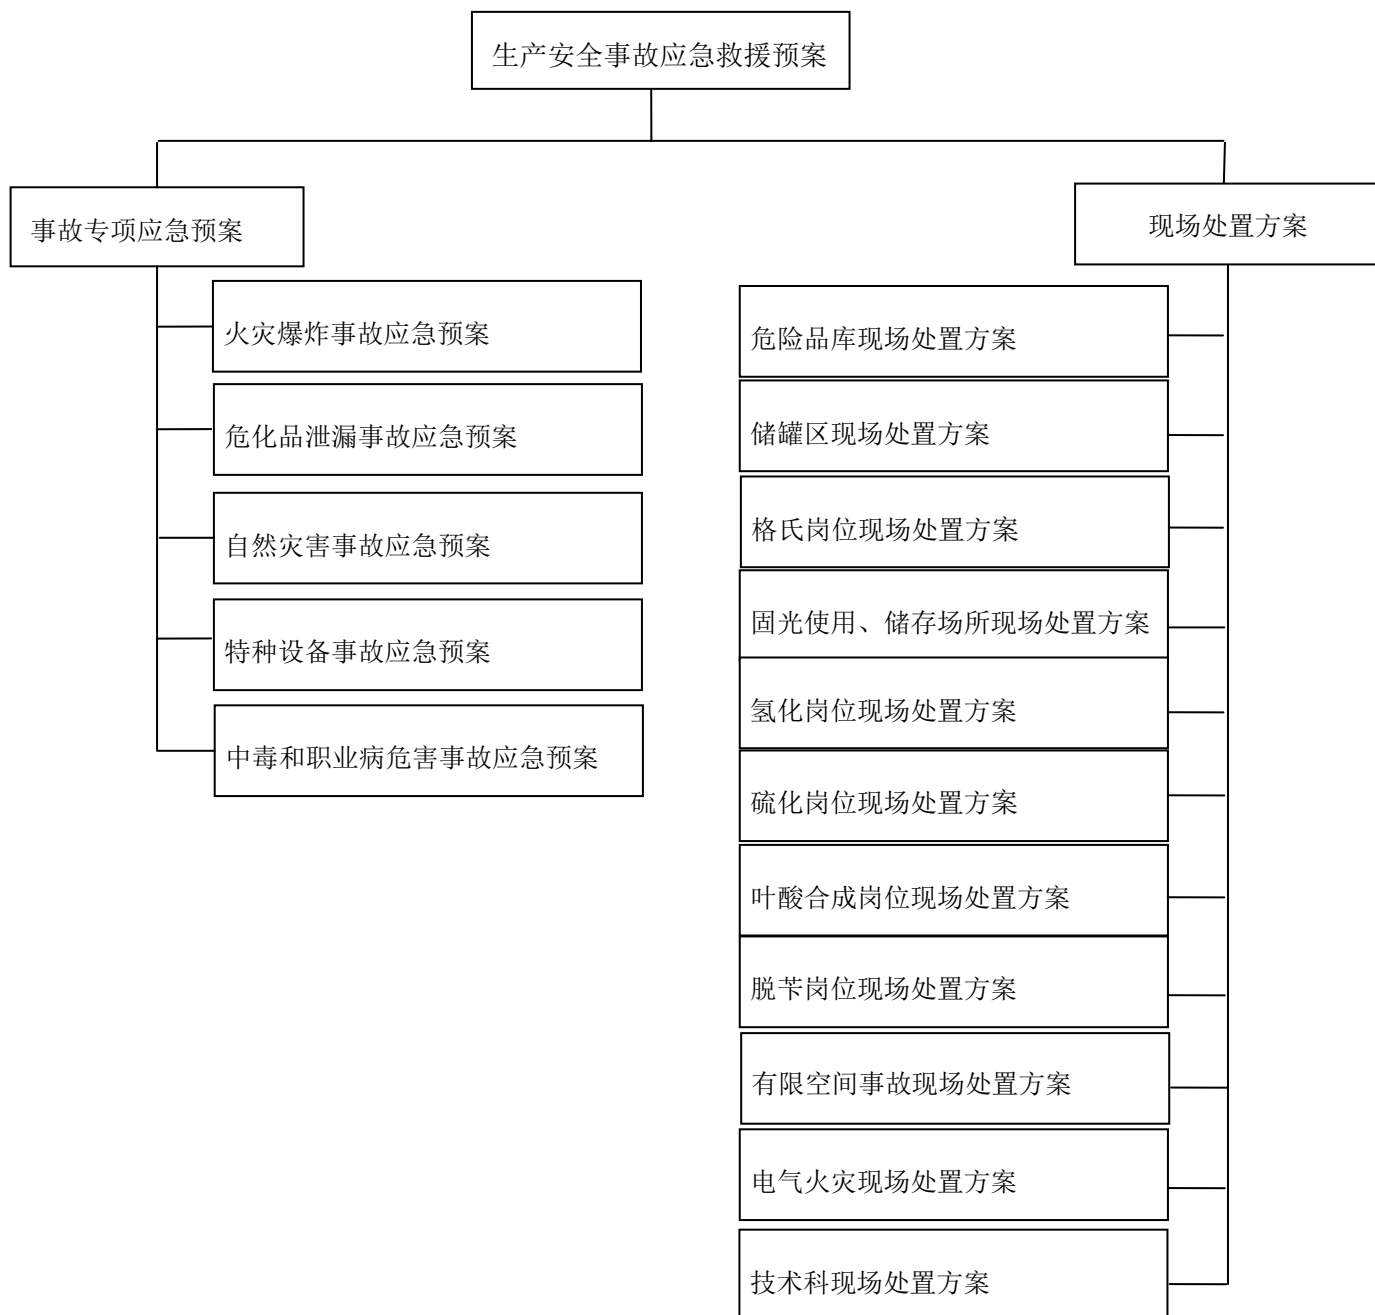 生产安全事故应急救援预案
事故专项应急预案
现场处置方案
火灾爆炸事故应急预案
危化品泄漏事故应急预案
自然灾害事故应急预案
特种设备事故应急预案
中毒和职业病危害事故应急预案
危险品库现场处置方案
储罐区现场处置方案
格氏岗位现场处置方案
固光使用、储存场所现场处置方案
氢化岗位现场处置方案
硫化岗位现场处置方案
叶酸合成岗位现场处置方案
脱苄岗位现场处置方案
有限空间事故现场处置方案
电气火灾现场处置方案
技术科现场处置方案